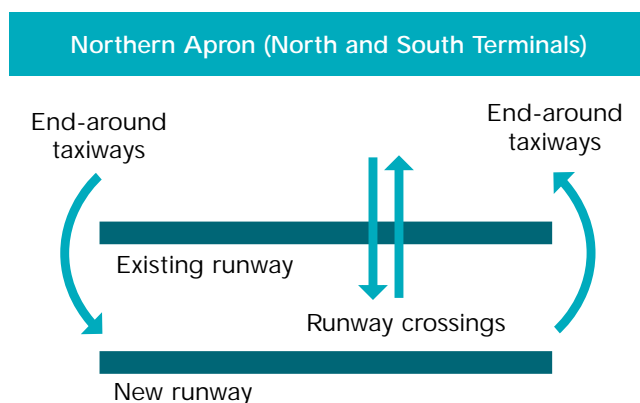 Northern Apron (North and South Terminals)
End-around
taxiways
End-around
taxiways
Existing runway
Runway crossings
New runway